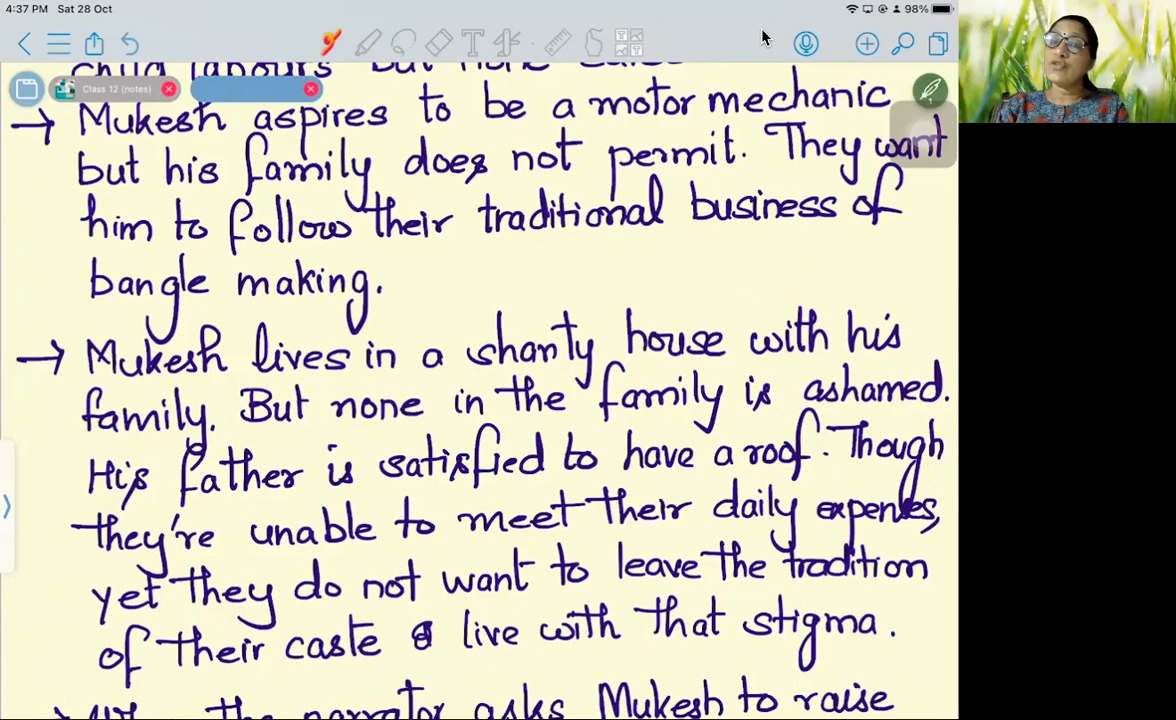 4:37 PM Sat 28 Oct
98%
Class 12 (notes)
child labours but none
→ Mukesh aspires to be a motor mechanic
but his family does not permit. They want
him to follow their traditional business of
bangle making.
→ Mukesh lives in a shanty house with his
family. But none in the family is ashamed.
His father is satisfied to have a roof. Though
they're unable to meet their daily expenses,
yet they do not want to leave the tradition
of their caste & live with that stigma.
the narrator asks Mukesh to raise